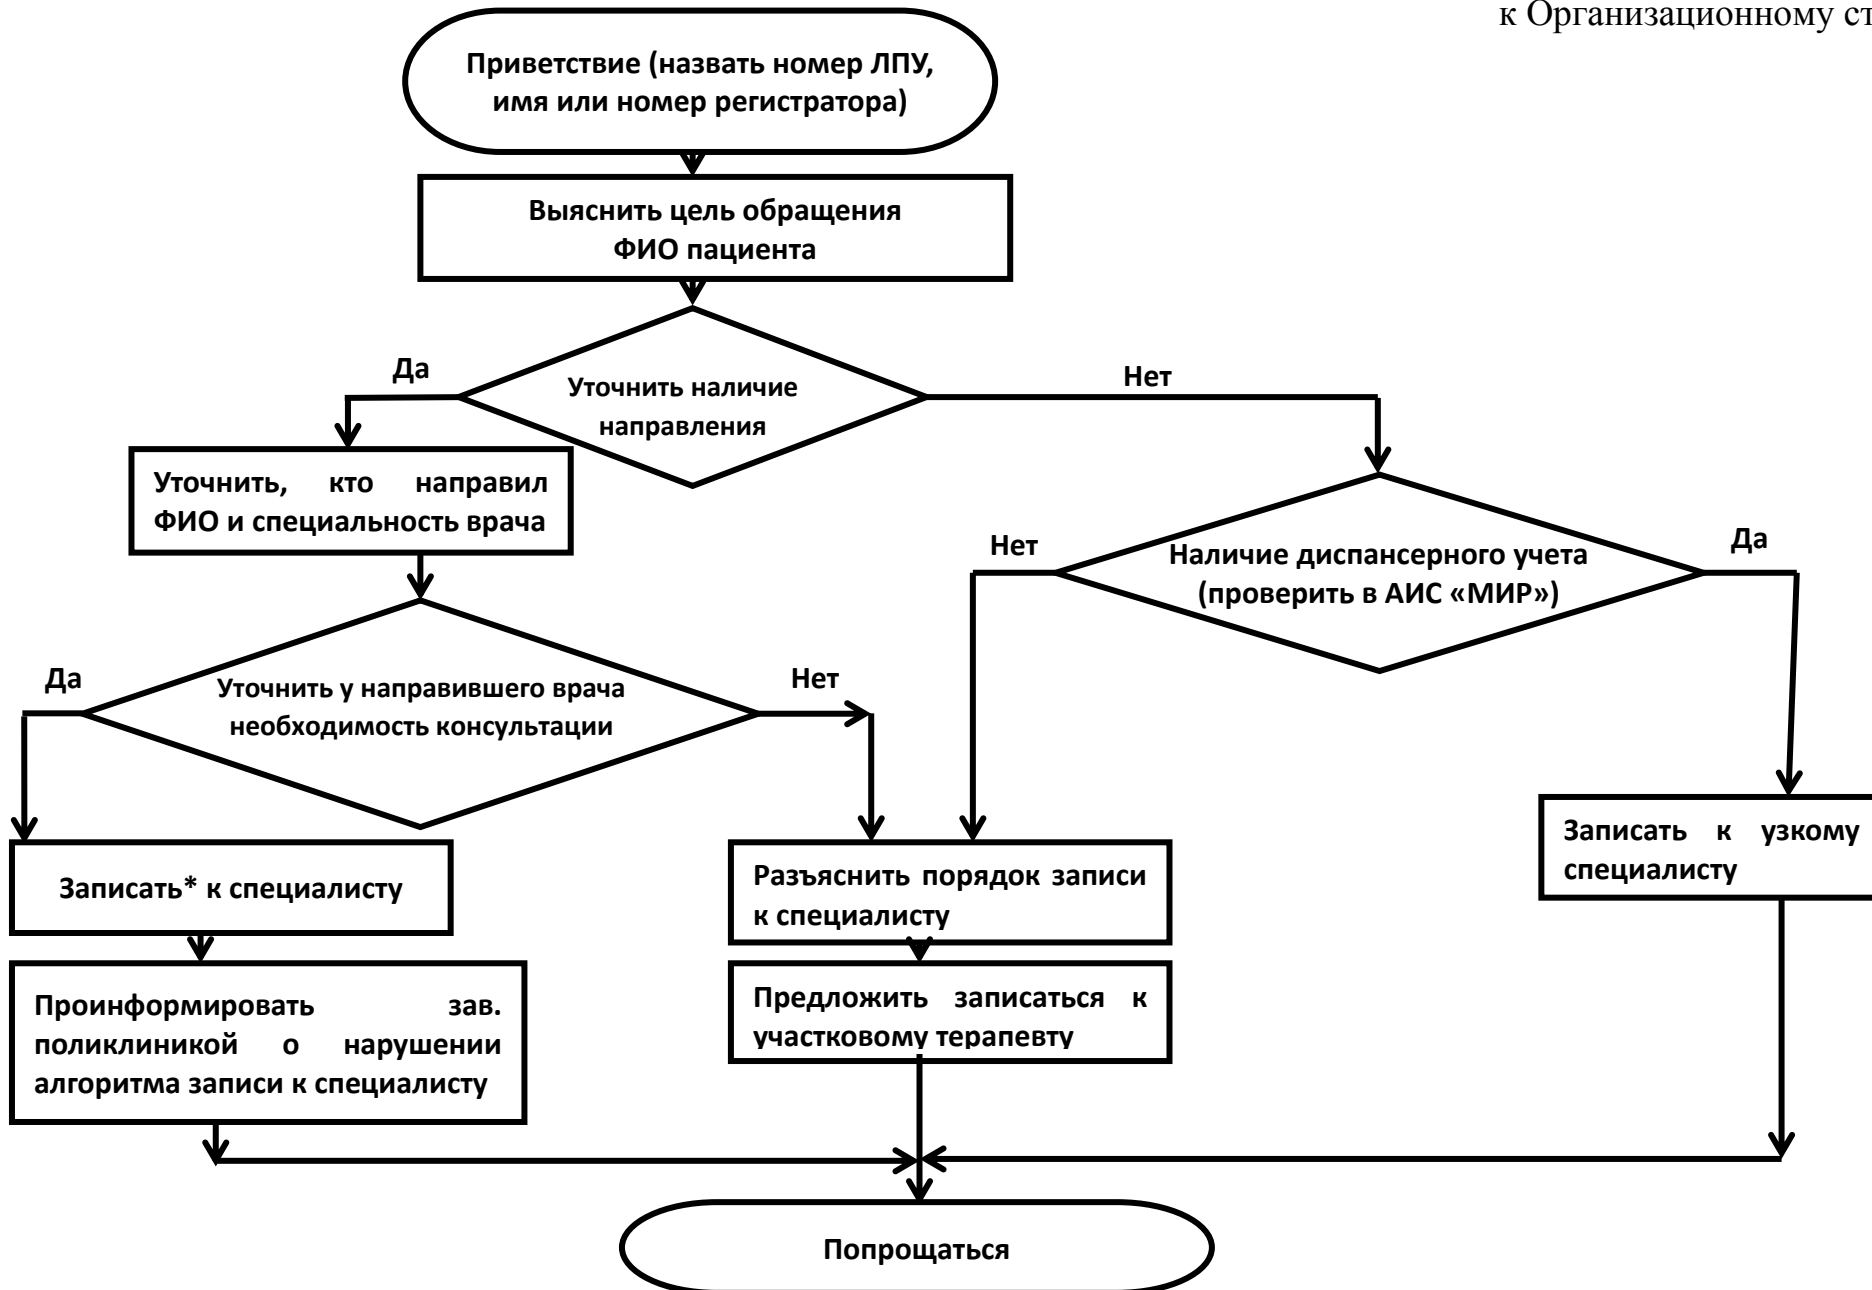 к Организационному ст
Приветствие (назвать номер ЛПУ,
имя или номер регистратора)
Выяснить цель обращения
ФИО пациента
Да
Уточнить наличие
направления
Нет
Уточнить, кто направил
ФИО и специальность врача
Нет
Наличие диспансерного учета
(проверить в АИС «МИР»)
Да
Да
Уточнить у направившего врача
необходимость консультации
Нет
Записать* к специалисту
Разъяснить порядок записи
к специалисту
Записать к узкому
специалисту
Проинформировать зав.
поликлиникой о нарушении
алгоритма записи к специалисту
Предложить записаться к
участковому терапевту
Попрощаться